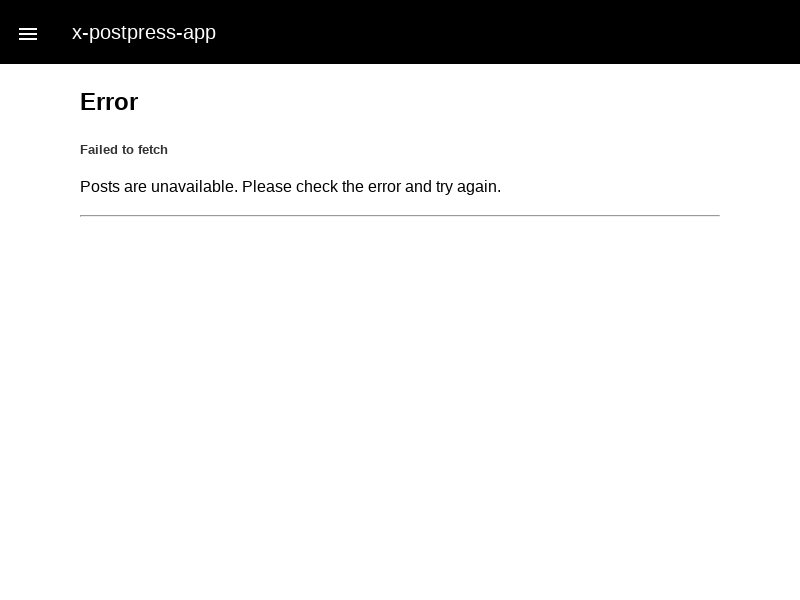 x-postpress-app
Error
Failed to fetch
Posts are unavailable. Please check the error and try again.